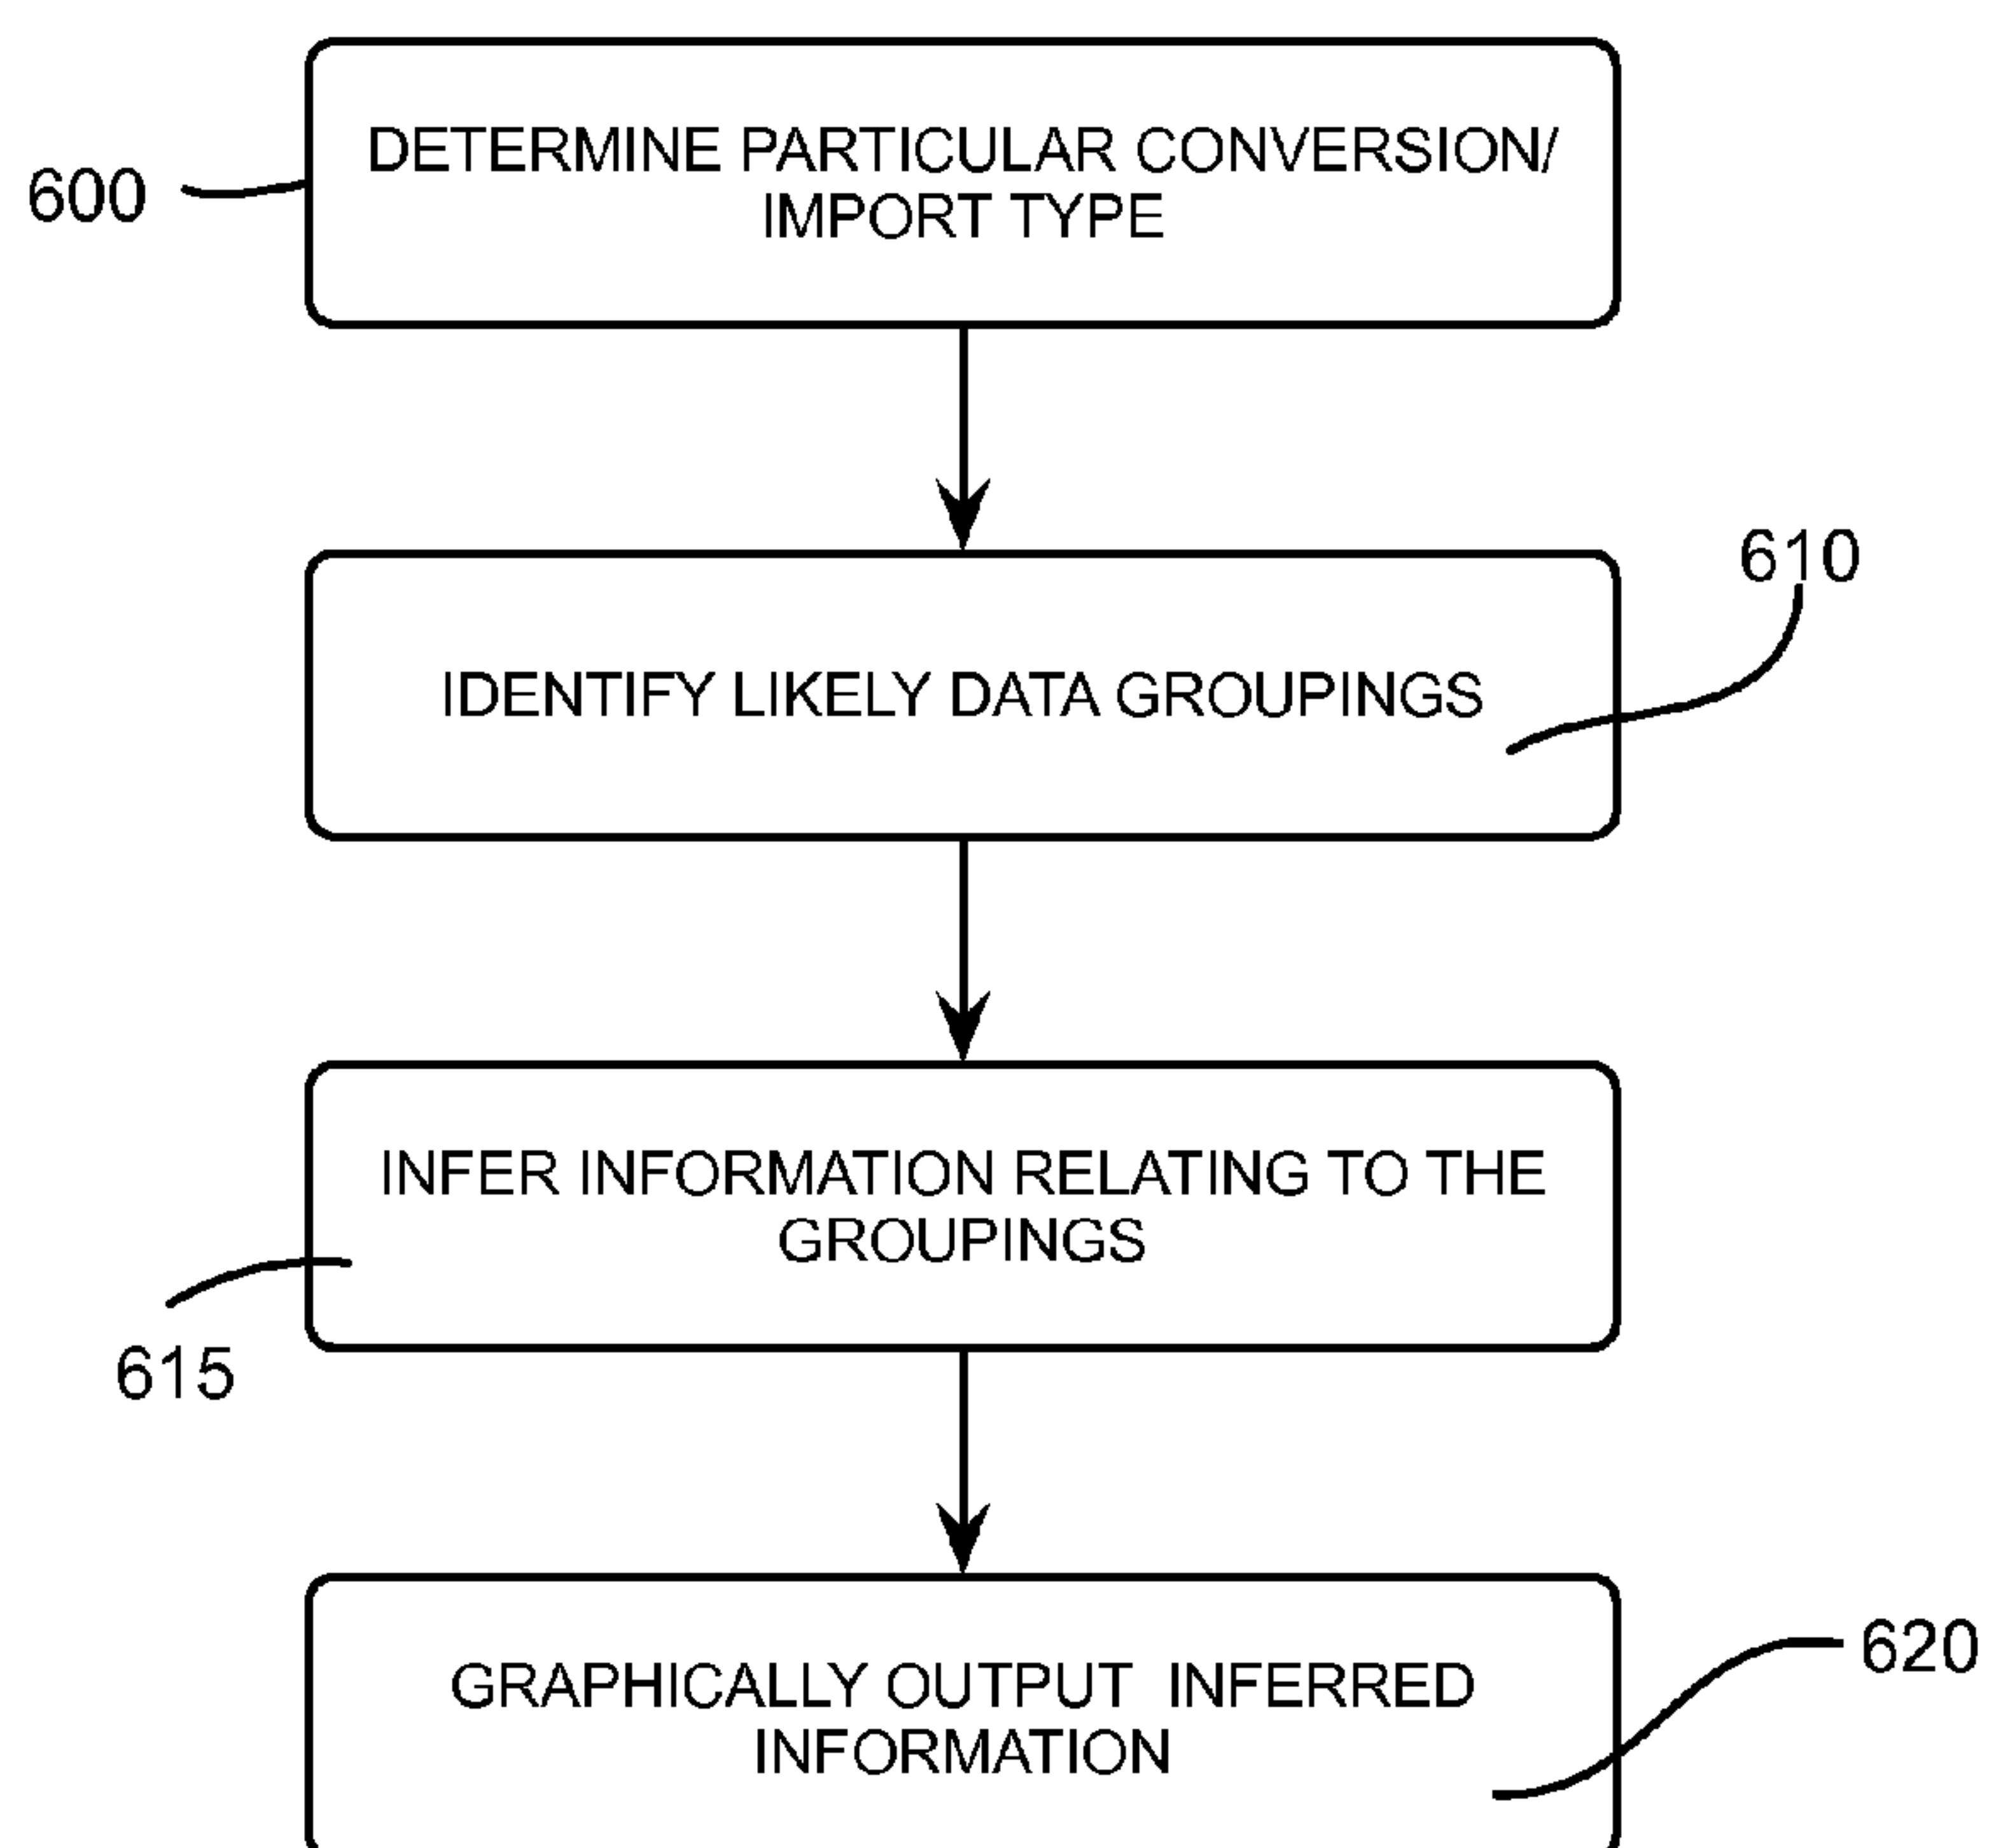 DETERMINE PARTICULAR CONVERSION/
IMPORT TYPE
600
610
IDENTIFY LIKELY DATA GROUPINGS
INFER INFORMATION RELATING TO THE
GROUPINGS
615
620
GRAPHICALLY OUTPUT INFERRED
INFORMATION